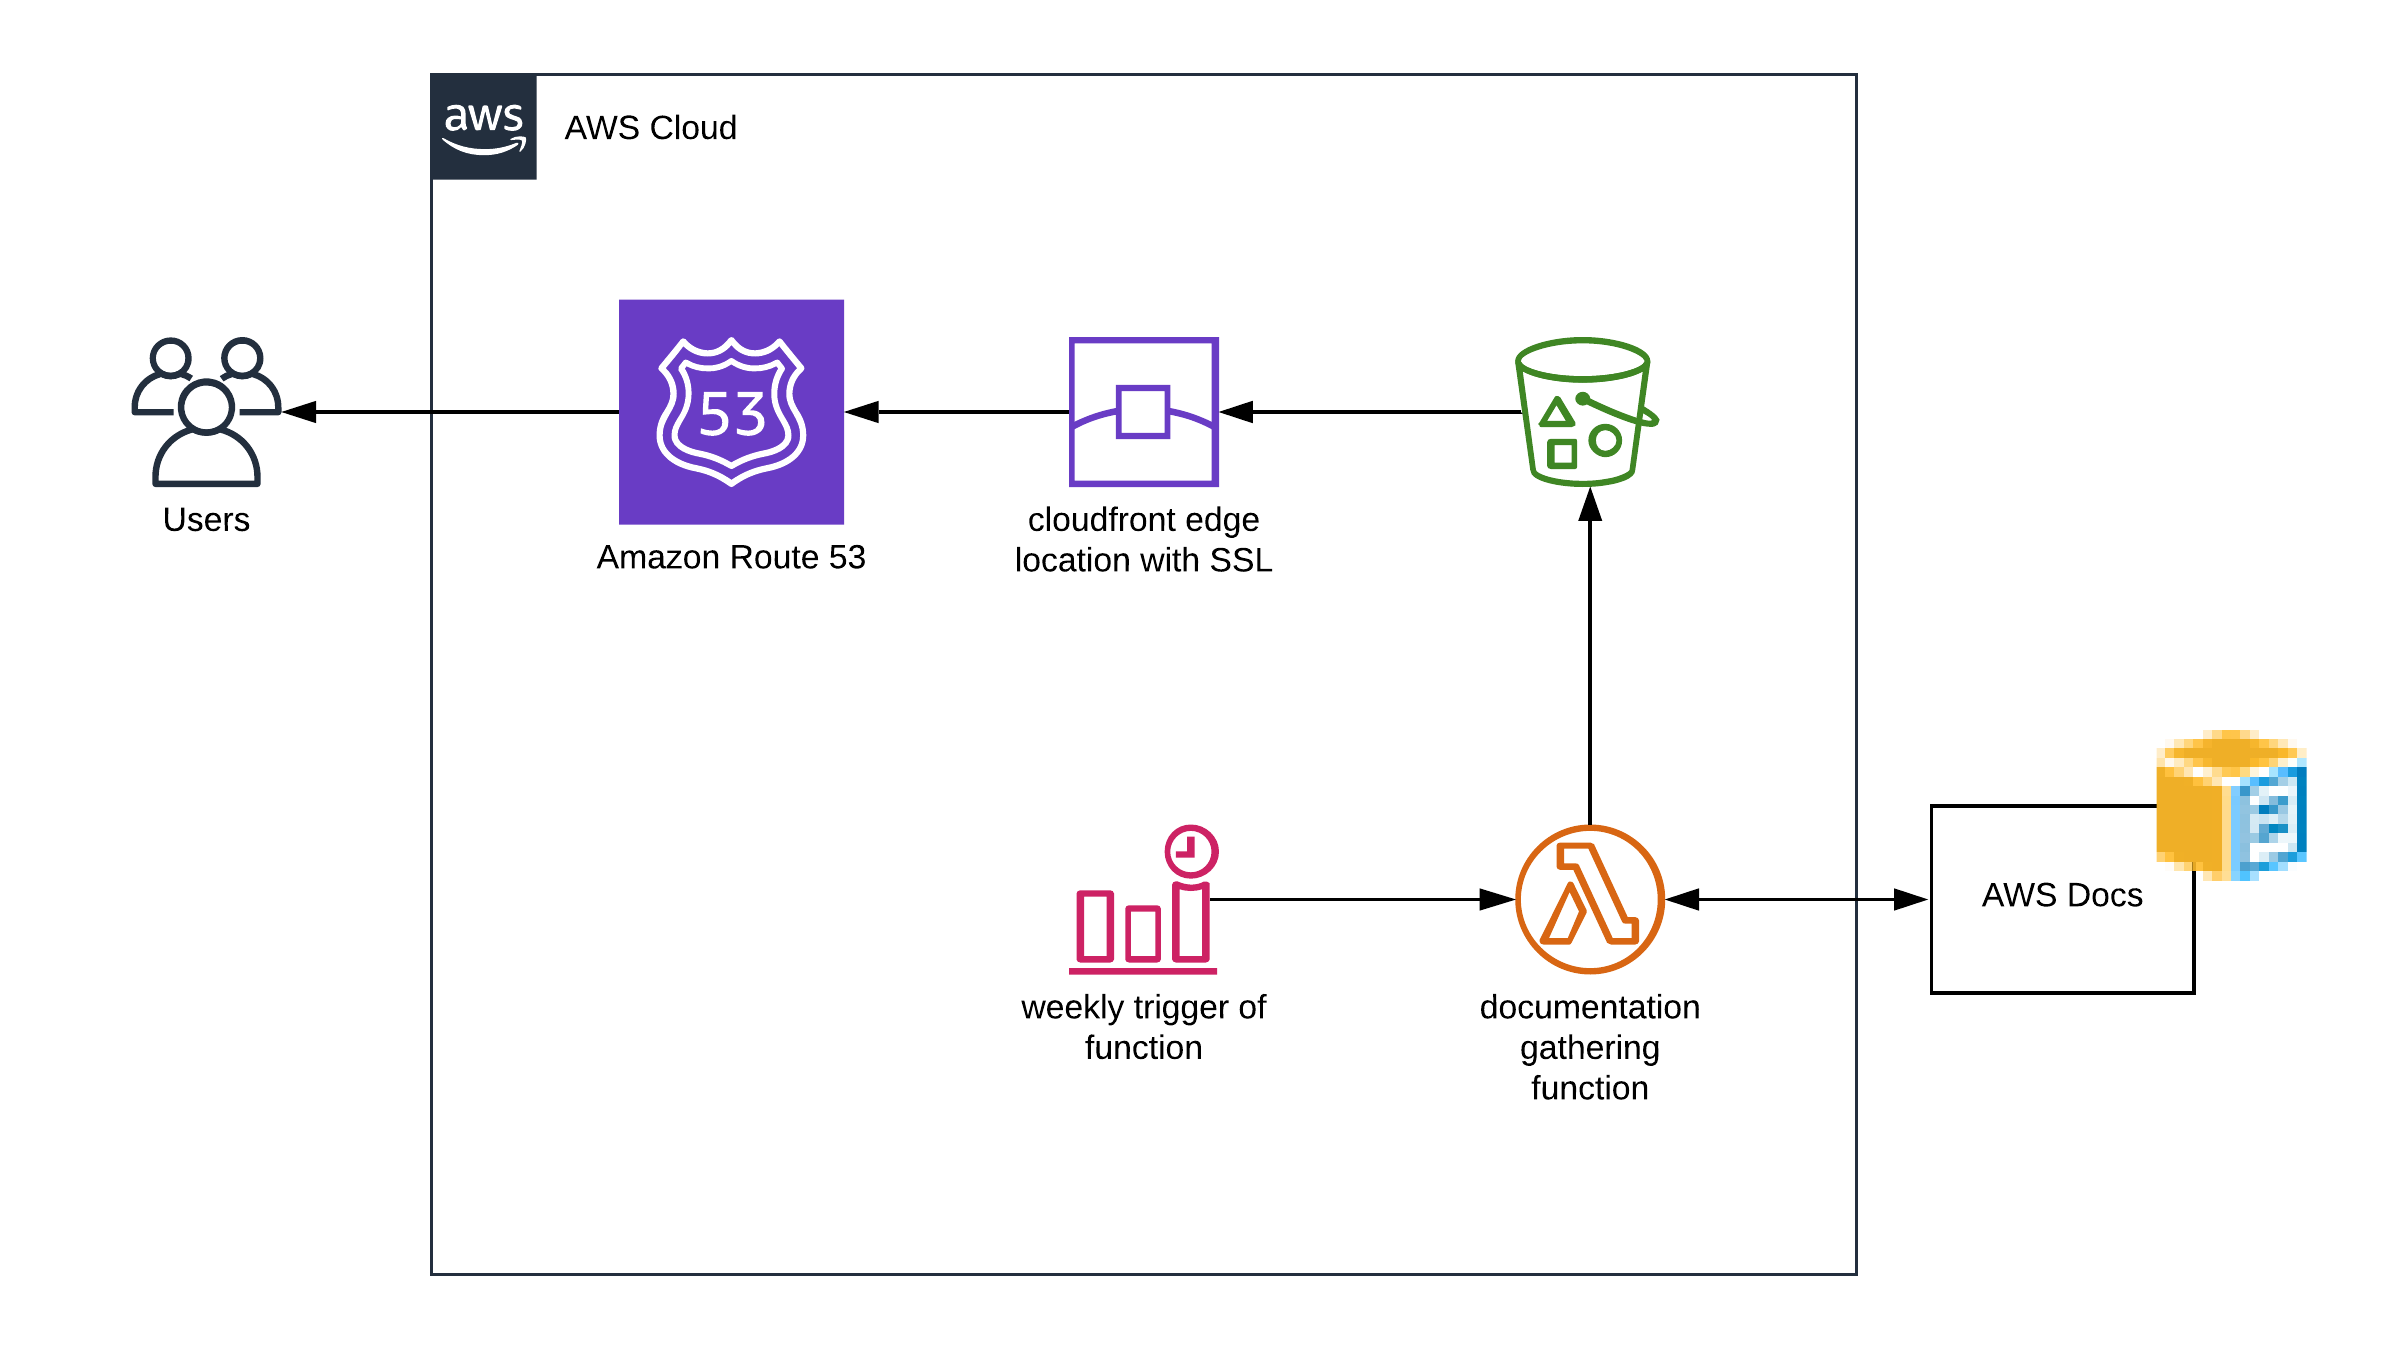 aws
AWS Cloud
53
Users
Amazon Route 53
cloudfront edge
location with SSL
AWS Docs
weekly trigger of
function
documentation
gathering
function